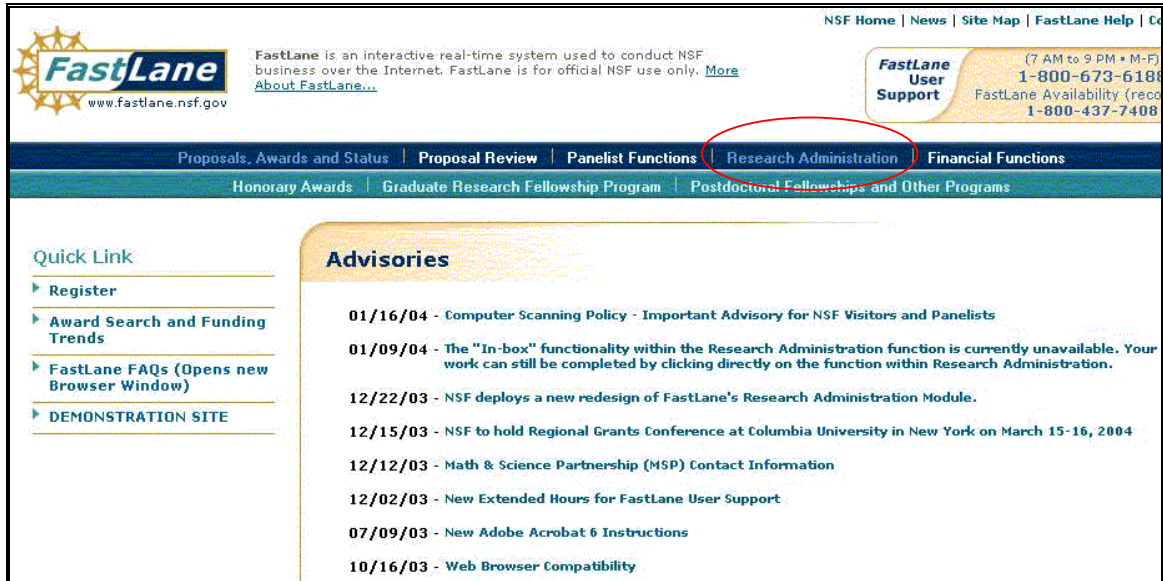 NSF Home | News | Site Map | FastLane Help |
FastLane
www.fastlane.nsf.gov
FastLane is an interactive real-time system used to conduct NSF
business over the Internet. FastLane is for official NSF use only. More
About FastLane...
FastLane
User
Support
(7 AM to 9 PM • M-F)
1-800-673-6188
FastLane Availability
1-800-437-7408
Proposals, Awards and Status | Proposal Review | Panelist Functions | Research Administration | Financial Functions
Honorary Awards | Graduate Research Fellowship Program | Postdoctoral Fellowships and Other Programs
Quick Link
Register
Award Search and Funding
Trends
FastLane FAQs (Opens new
Browser Window)
DEMONSTRATION SITE
Advisories
01/16/04 - Computer Scanning Policy - Important Advisory for NSF Visitors and Panelists
01/09/04 - The "In-box" functionality within the Research Administration function is currently unavailable. Your
work can still be completed by clicking directly on the function within Research Administration.
12/22/03 - NSF deploys a new redesign of FastLane's Research Administration Module.
12/15/03 - NSF to hold Regional Grants Conference at Columbia University in New York on March 15-16, 2004
12/12/03 - Math & Science Partnership (MSP) Contact Information
12/02/03 - New Extended Hours for FastLane User Support
07/09/03 - New Adobe Acrobat 6 Instructions
10/16/03 - Web Browser Compatibility